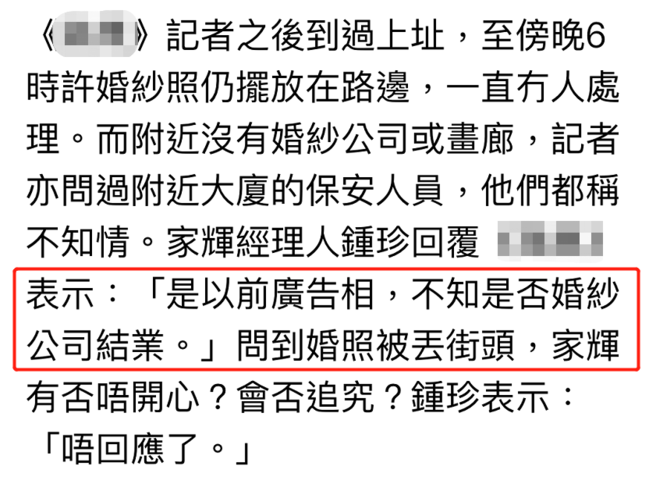 《》記者之後到過上址，至傍晚6
時許婚紗照仍擺放在路邊，一直冇人處
理。而附近沒有婚紗公司或畫廊，記者
亦問過附近大廈的保安人員，他們都稱
不知情。家輝經理人鍾珍回覆
表示：「是以前廣告相，不知是否婚紗
公司結業。」問到婚照被丟街頭，家輝
有否唔開心？會否追究？鍾珍表示：
「唔回應了。」